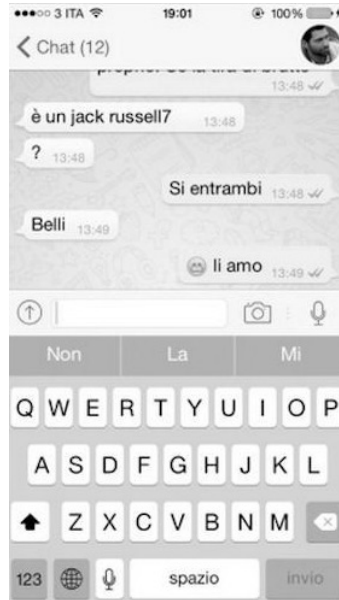 3 ITA 19:01 100%
Chat (12)
13:48
è un jack russell7 13:48
? 13:48
Si entrambi 13:48
Belli 13:49
li amo 13:49
Non La Mi
Q W E R T Y U I O P
A S D F G H J K L
Z X C V B N M
123 spazio invio